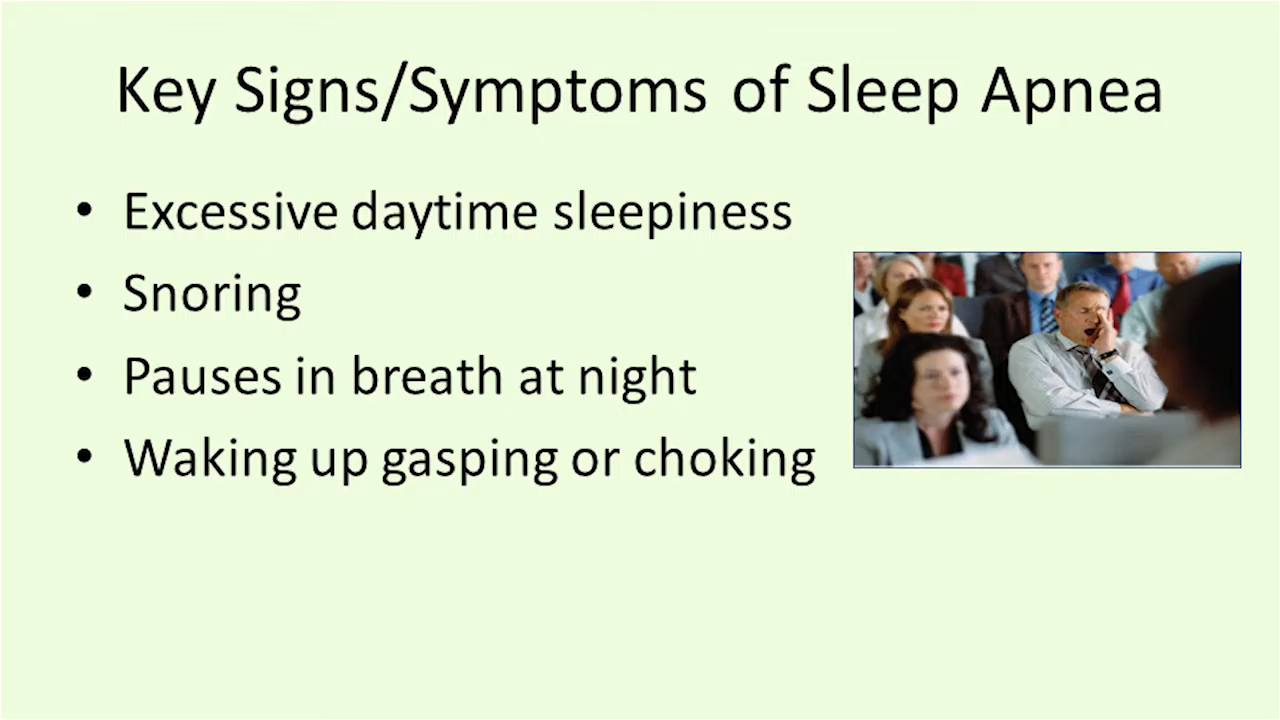 Key Signs/Symptoms of Sleep Apnea
• Excessive daytime sleepiness
• Snoring
• Pauses in breath at night
• Waking up gasping or choking